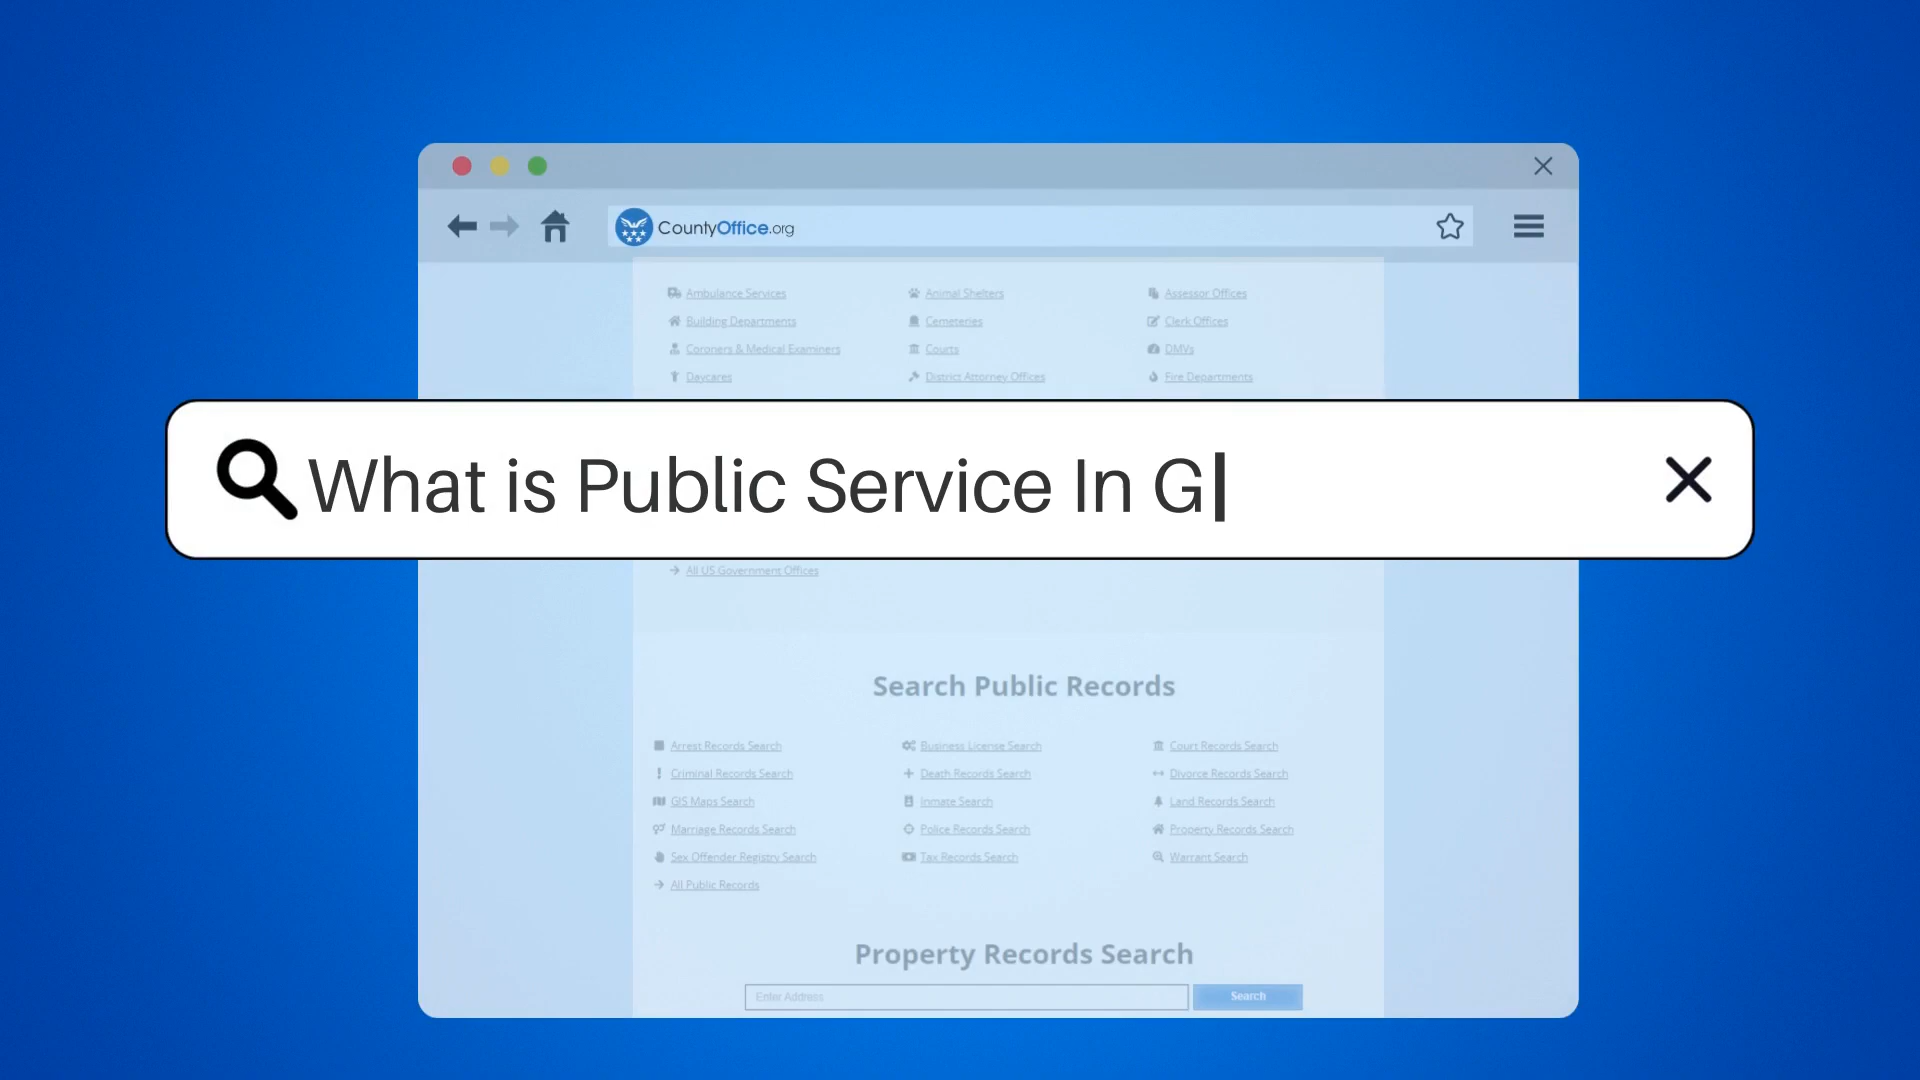 CountyOffice.org
Ambulance Services Animal Shelters Assessor Offices
Building Departments Cemeteries Clerk Offices
Coroners & Medical Examiners Courts DMVs
Daycares District Attorney Offices Fire Departments
What is Public Service In G
All US Government Offices
Search Public Records
Arrest Records Search Business License Search Court Records Search
Criminal Records Search Death Records Search Divorce Records Search
GIS Maps Search Inmate Search Land Records Search
Marriage Records Search Police Records Search Property Records Search
Sex Offender Registry Search Tax Records Search Warrant Search
All Public Records
Property Records Search
Enter Address Search